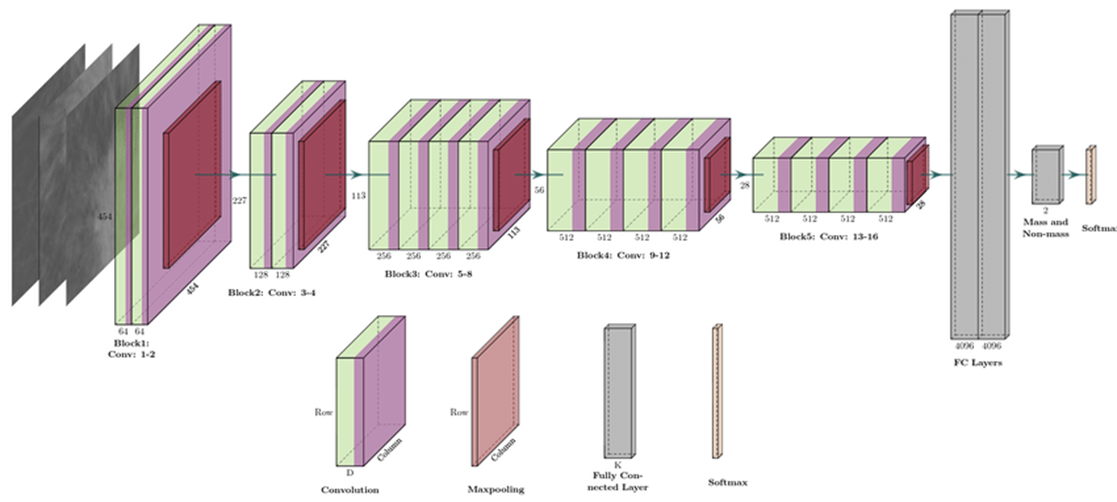 454
454
64 64
Block1:
Conv: 1-2
227
227
128 128
Block2: Conv: 3-4
113
113
256 256 256 256
Block3: Conv: 5-8
56
56
512 512 512 512
Block4: Conv: 9-12
28
28
512 512 512 512
Block5: Conv: 13-16
4096 4096
FC Layers
2
Mass and
Non-mass
Softmax
Row
Column
D
Convolution
Row
Column
Maxpooling
K
Fully Con-
nected Layer
Softmax